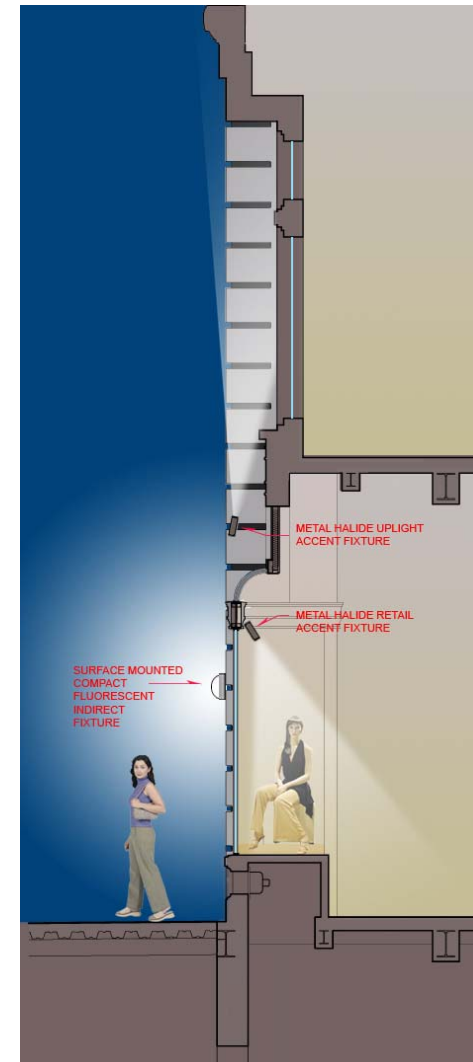 METAL HALIDE UPLIGHT
ACCENT FIXTURE
METAL HALIDE RETAIL
ACCENT FIXTURE
SURFACE MOUNTED
COMPACT
FLUORESCENT
INDIRECT
FIXTURE